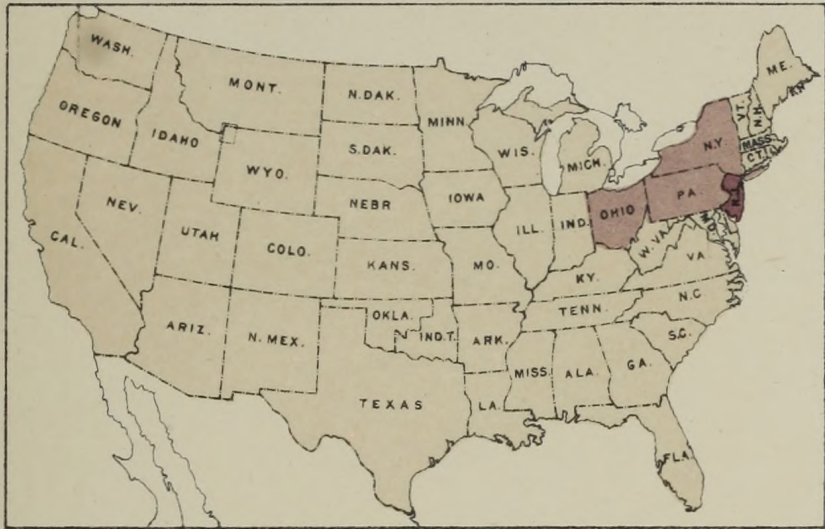 WASH.
OREGON
IDAHO
MONT.
N.DAK.
MINN.
S.DAK.
WYO.
NEBR
IOWA
WIS.
MICH.
ILL.
IND.
OHIO
PA.
N.Y.
VT.
N.H.
ME.
MASS
CT.
R.I.
N.J.
D.
MD.
W.VA.
VA.
KY.
N.C
TENN.
S.C.
NEV.
UTAH
COLO.
CAL.
KANS.
MO.
ARIZ.
N.MEX.
OKLA.
IND.T.
ARK.
MISS.
ALA.
GA.
TEXAS
LA.
FLA.